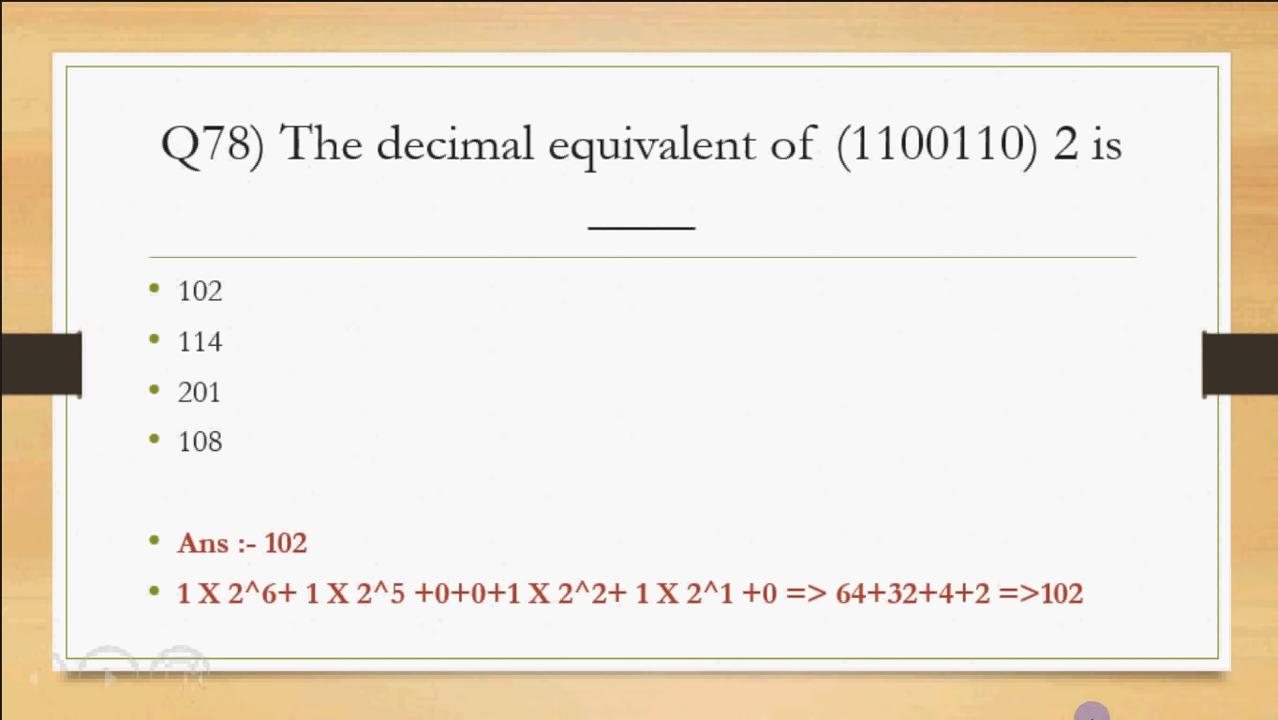 Q78) The decimal equivalent of (1100110) 2 is
_____
• 102
• 114
• 201
• 108
• Ans :- 102
• 1 X 2^6+ 1 X 2^5 +0+0+1 X 2^2+ 1 X 2^1 +0 => 64+32+4+2 =>102